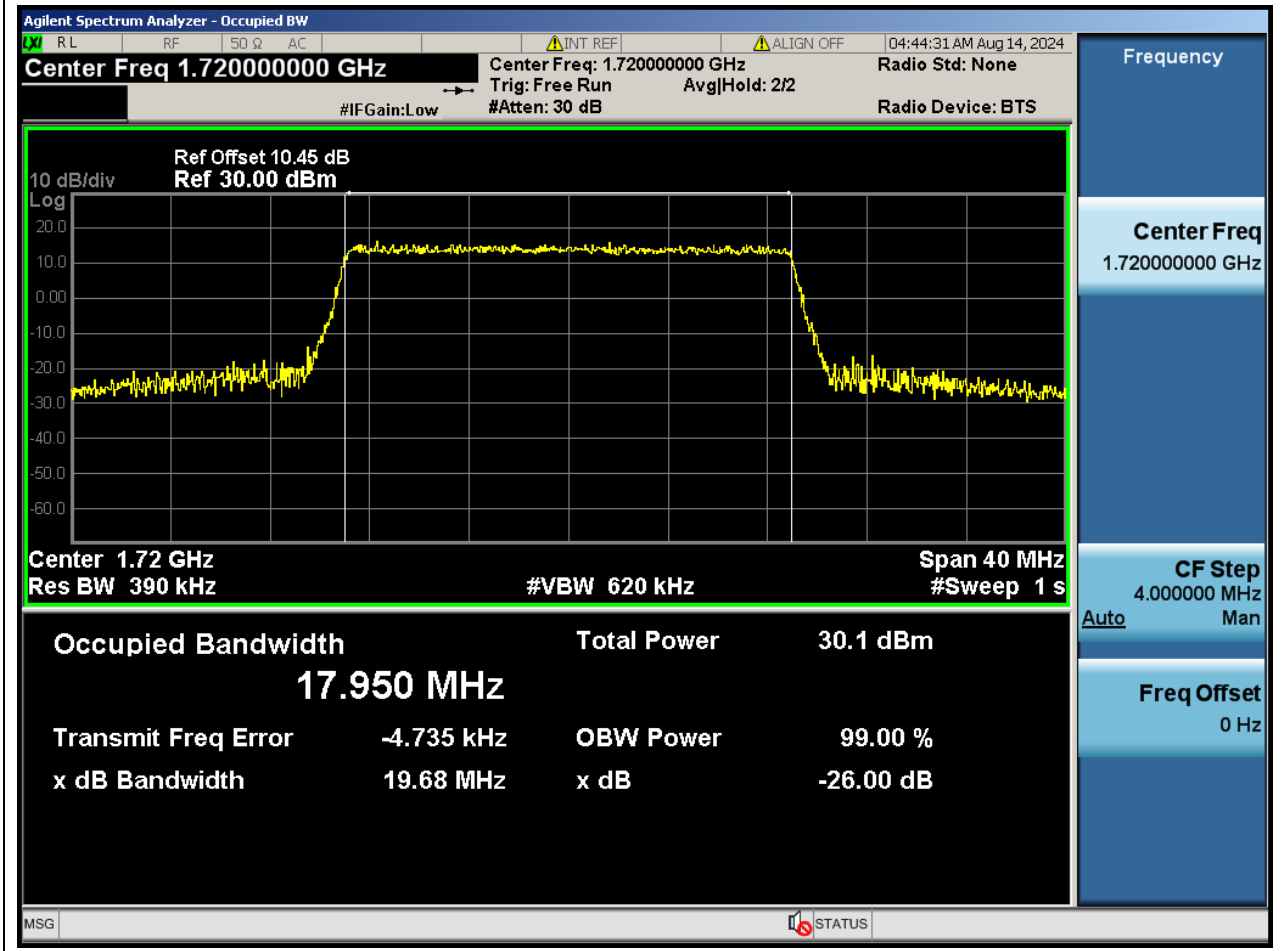 Agilent Spectrum Analyzer - Occupied BW
LXI RL RF 50 Ω AC INT REF ALIGN OFF 04:44:31 AM Aug 14, 2024
Center Freq 1.720000000 GHz
Center Freq: 1.720000000 GHz Radio Std: None
Trig: Free Run Avg|Hold: 2/2
#IFGain:Low #Atten: 30 dB Radio Device: BTS
Ref Offset 10.45 dB
10 dB/div Ref 30.00 dBm
Log
20.0
10.0
0.00
-10.0
-20.0
-30.0
-40.0
-50.0
-60.0
Center 1.72 GHz Span 40 MHz
Res BW 390 kHz #VBW 620 kHz #Sweep 1 s
Occupied Bandwidth Total Power 30.1 dBm
17.950 MHz
Transmit Freq Error -4.735 kHz OBW Power 99.00 %
x dB Bandwidth 19.68 MHz x dB -26.00 dB
Frequency
Center Freq
1.720000000 GHz
CF Step
4.000000 MHz
Auto Man
Freq Offset
0 Hz
MSG STATUS